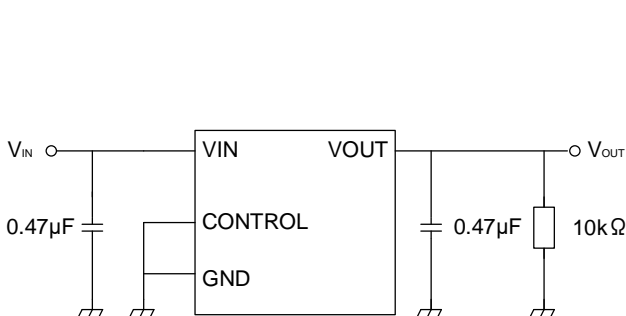 VIN VIN VOUT VOUT
0.47μF CONTROL 0.47μF 10kΩ
GND